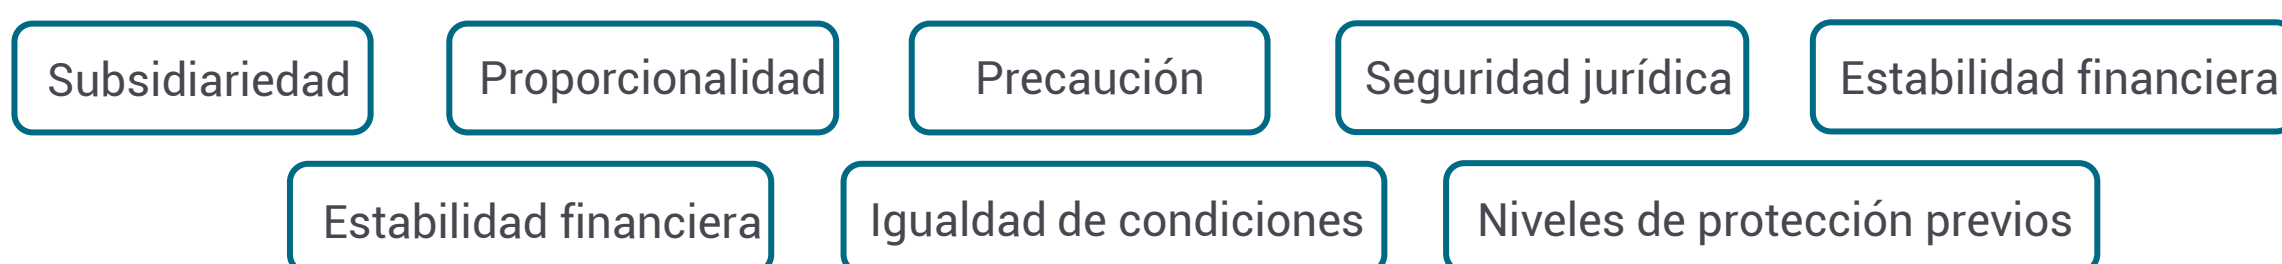 Subsidiariedad
Proporcionalidad
Precaución
Seguridad jurídica
Estabilidad financiera
Estabilidad financiera
Igualdad de condiciones
Niveles de protección previos